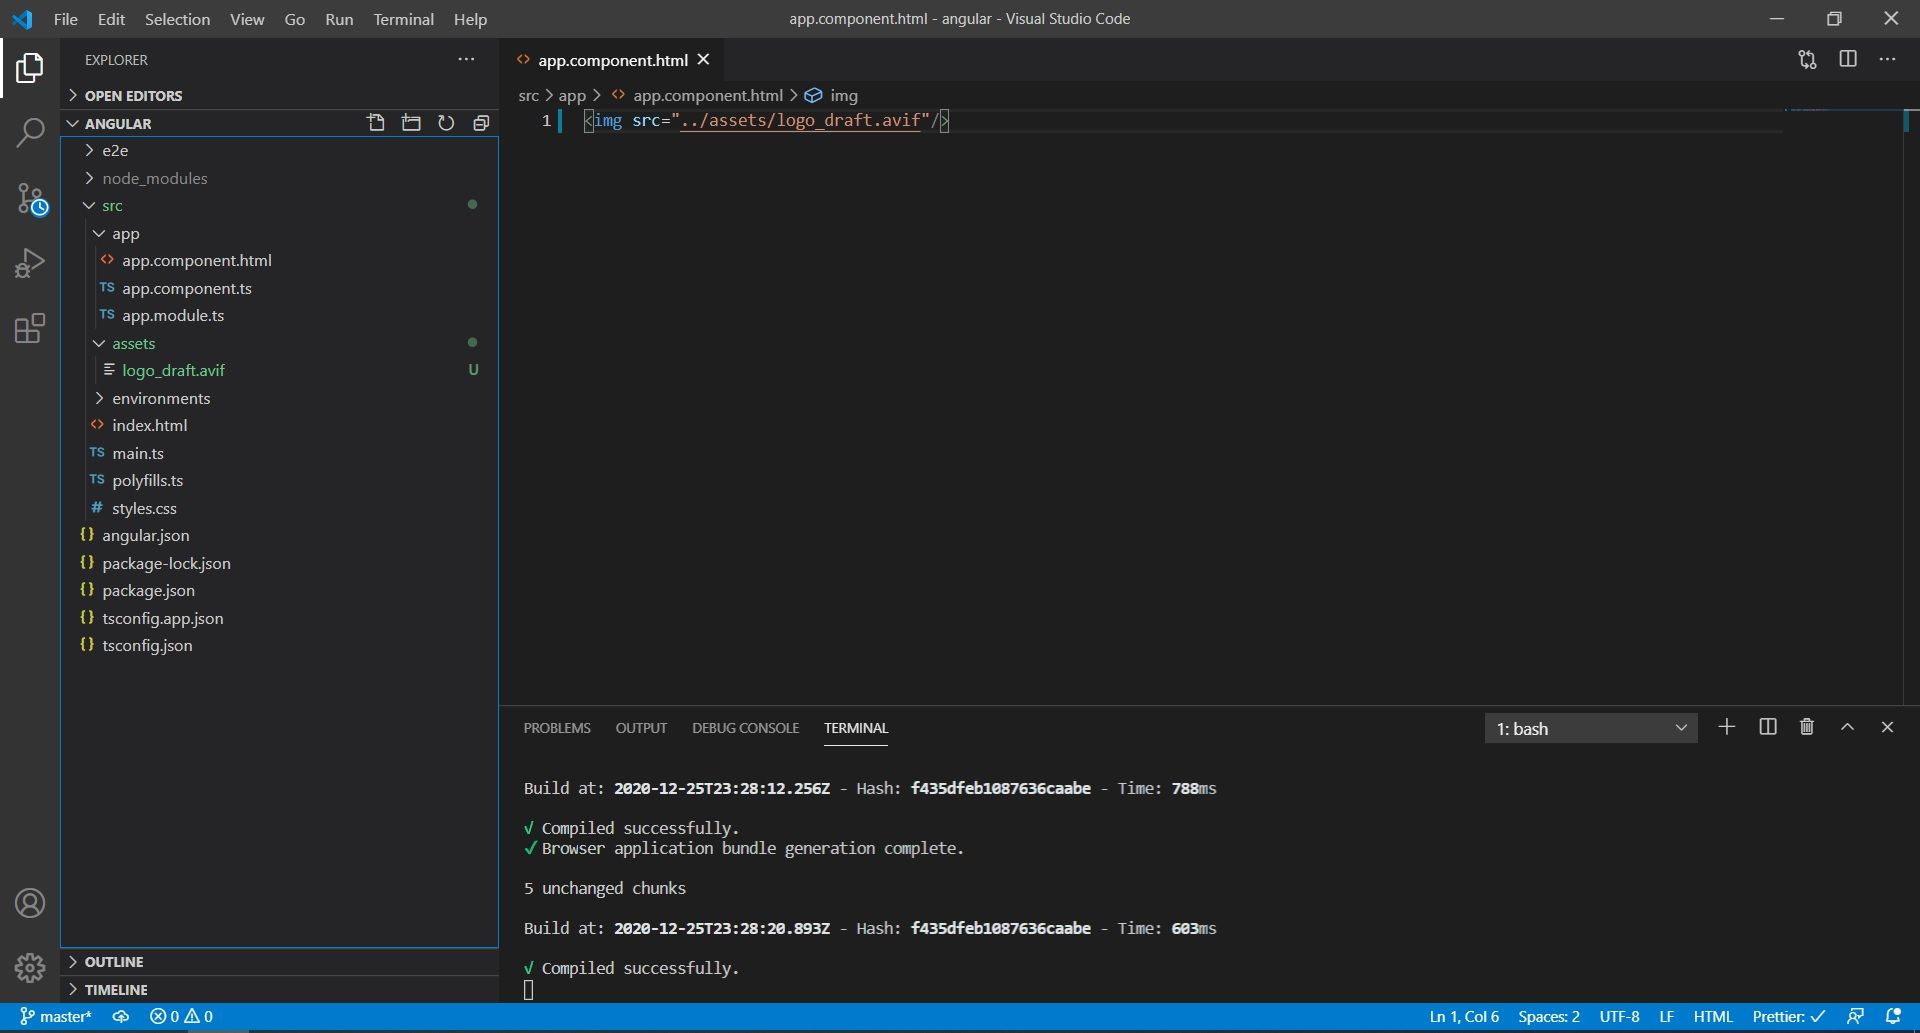 File Edit Selection View Go Run Terminal Help
app.component.html - angular - Visual Studio Code
EXPLORER
OPEN EDITORS
ANGULAR
e2e
node_modules
src
app
app.component.html
TS app.component.ts
TS app.module.ts
assets
logo_draft.avif U
environments
index.html
TS main.ts
TS polyfills.ts
# styles.css
{} angular.json
{} package-lock.json
{} package.json
{} tsconfig.app.json
{} tsconfig.json
OUTLINE
TIMELINE
app.component.html
src > app > app.component.html > img
1 <img src="../assets/logo_draft.avif"/>
PROBLEMS OUTPUT DEBUG CONSOLE TERMINAL
1: bash
Build at: 2020-12-25T23:28:12.256Z - Hash: f435dfeb1087636caabe - Time: 788ms
√ Compiled successfully.
✔ Browser application bundle generation complete.
5 unchanged chunks
Build at: 2020-12-25T23:28:20.893Z - Hash: f435dfeb1087636caabe - Time: 603ms
√ Compiled successfully.
master* 0 0
Ln 1, Col 6 Spaces: 2 UTF-8 LF HTML Prettier: ✓